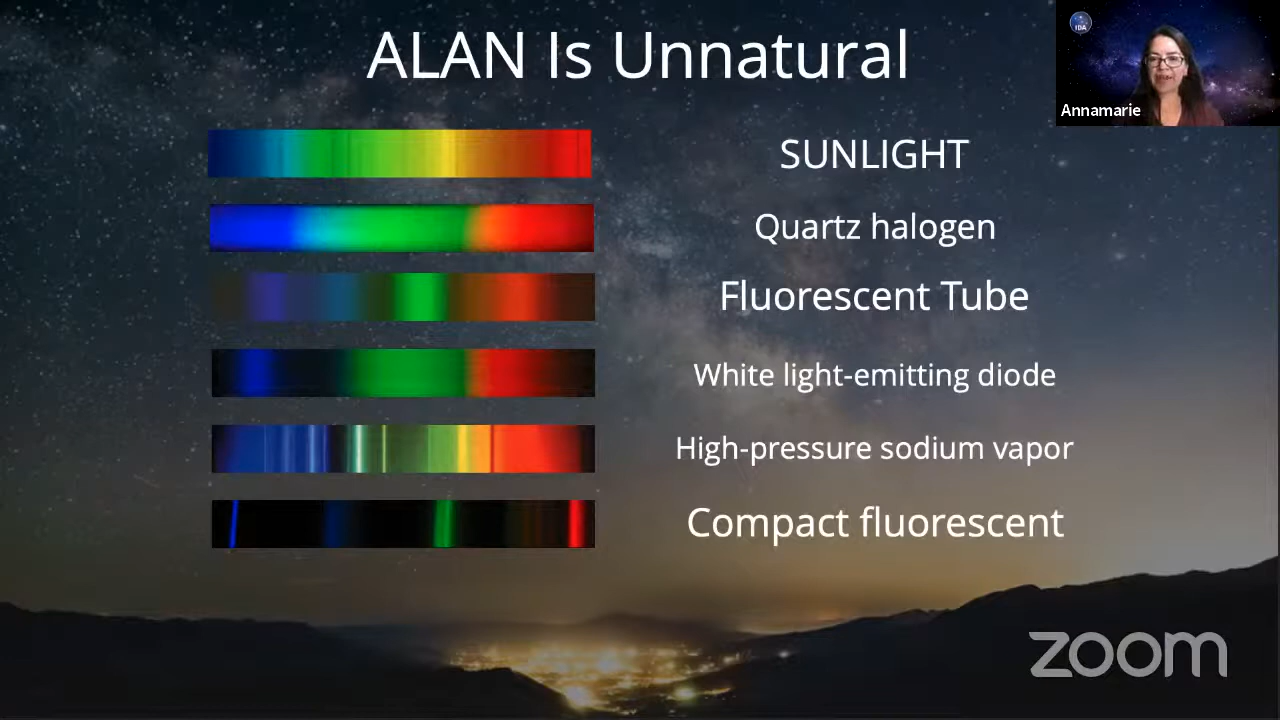 ALAN Is Unnatural
IDA
Annamarie
SUNLIGHT
Quartz halogen
Fluorescent Tube
White light-emitting diode
High-pressure sodium vapor
Compact fluorescent
zoom